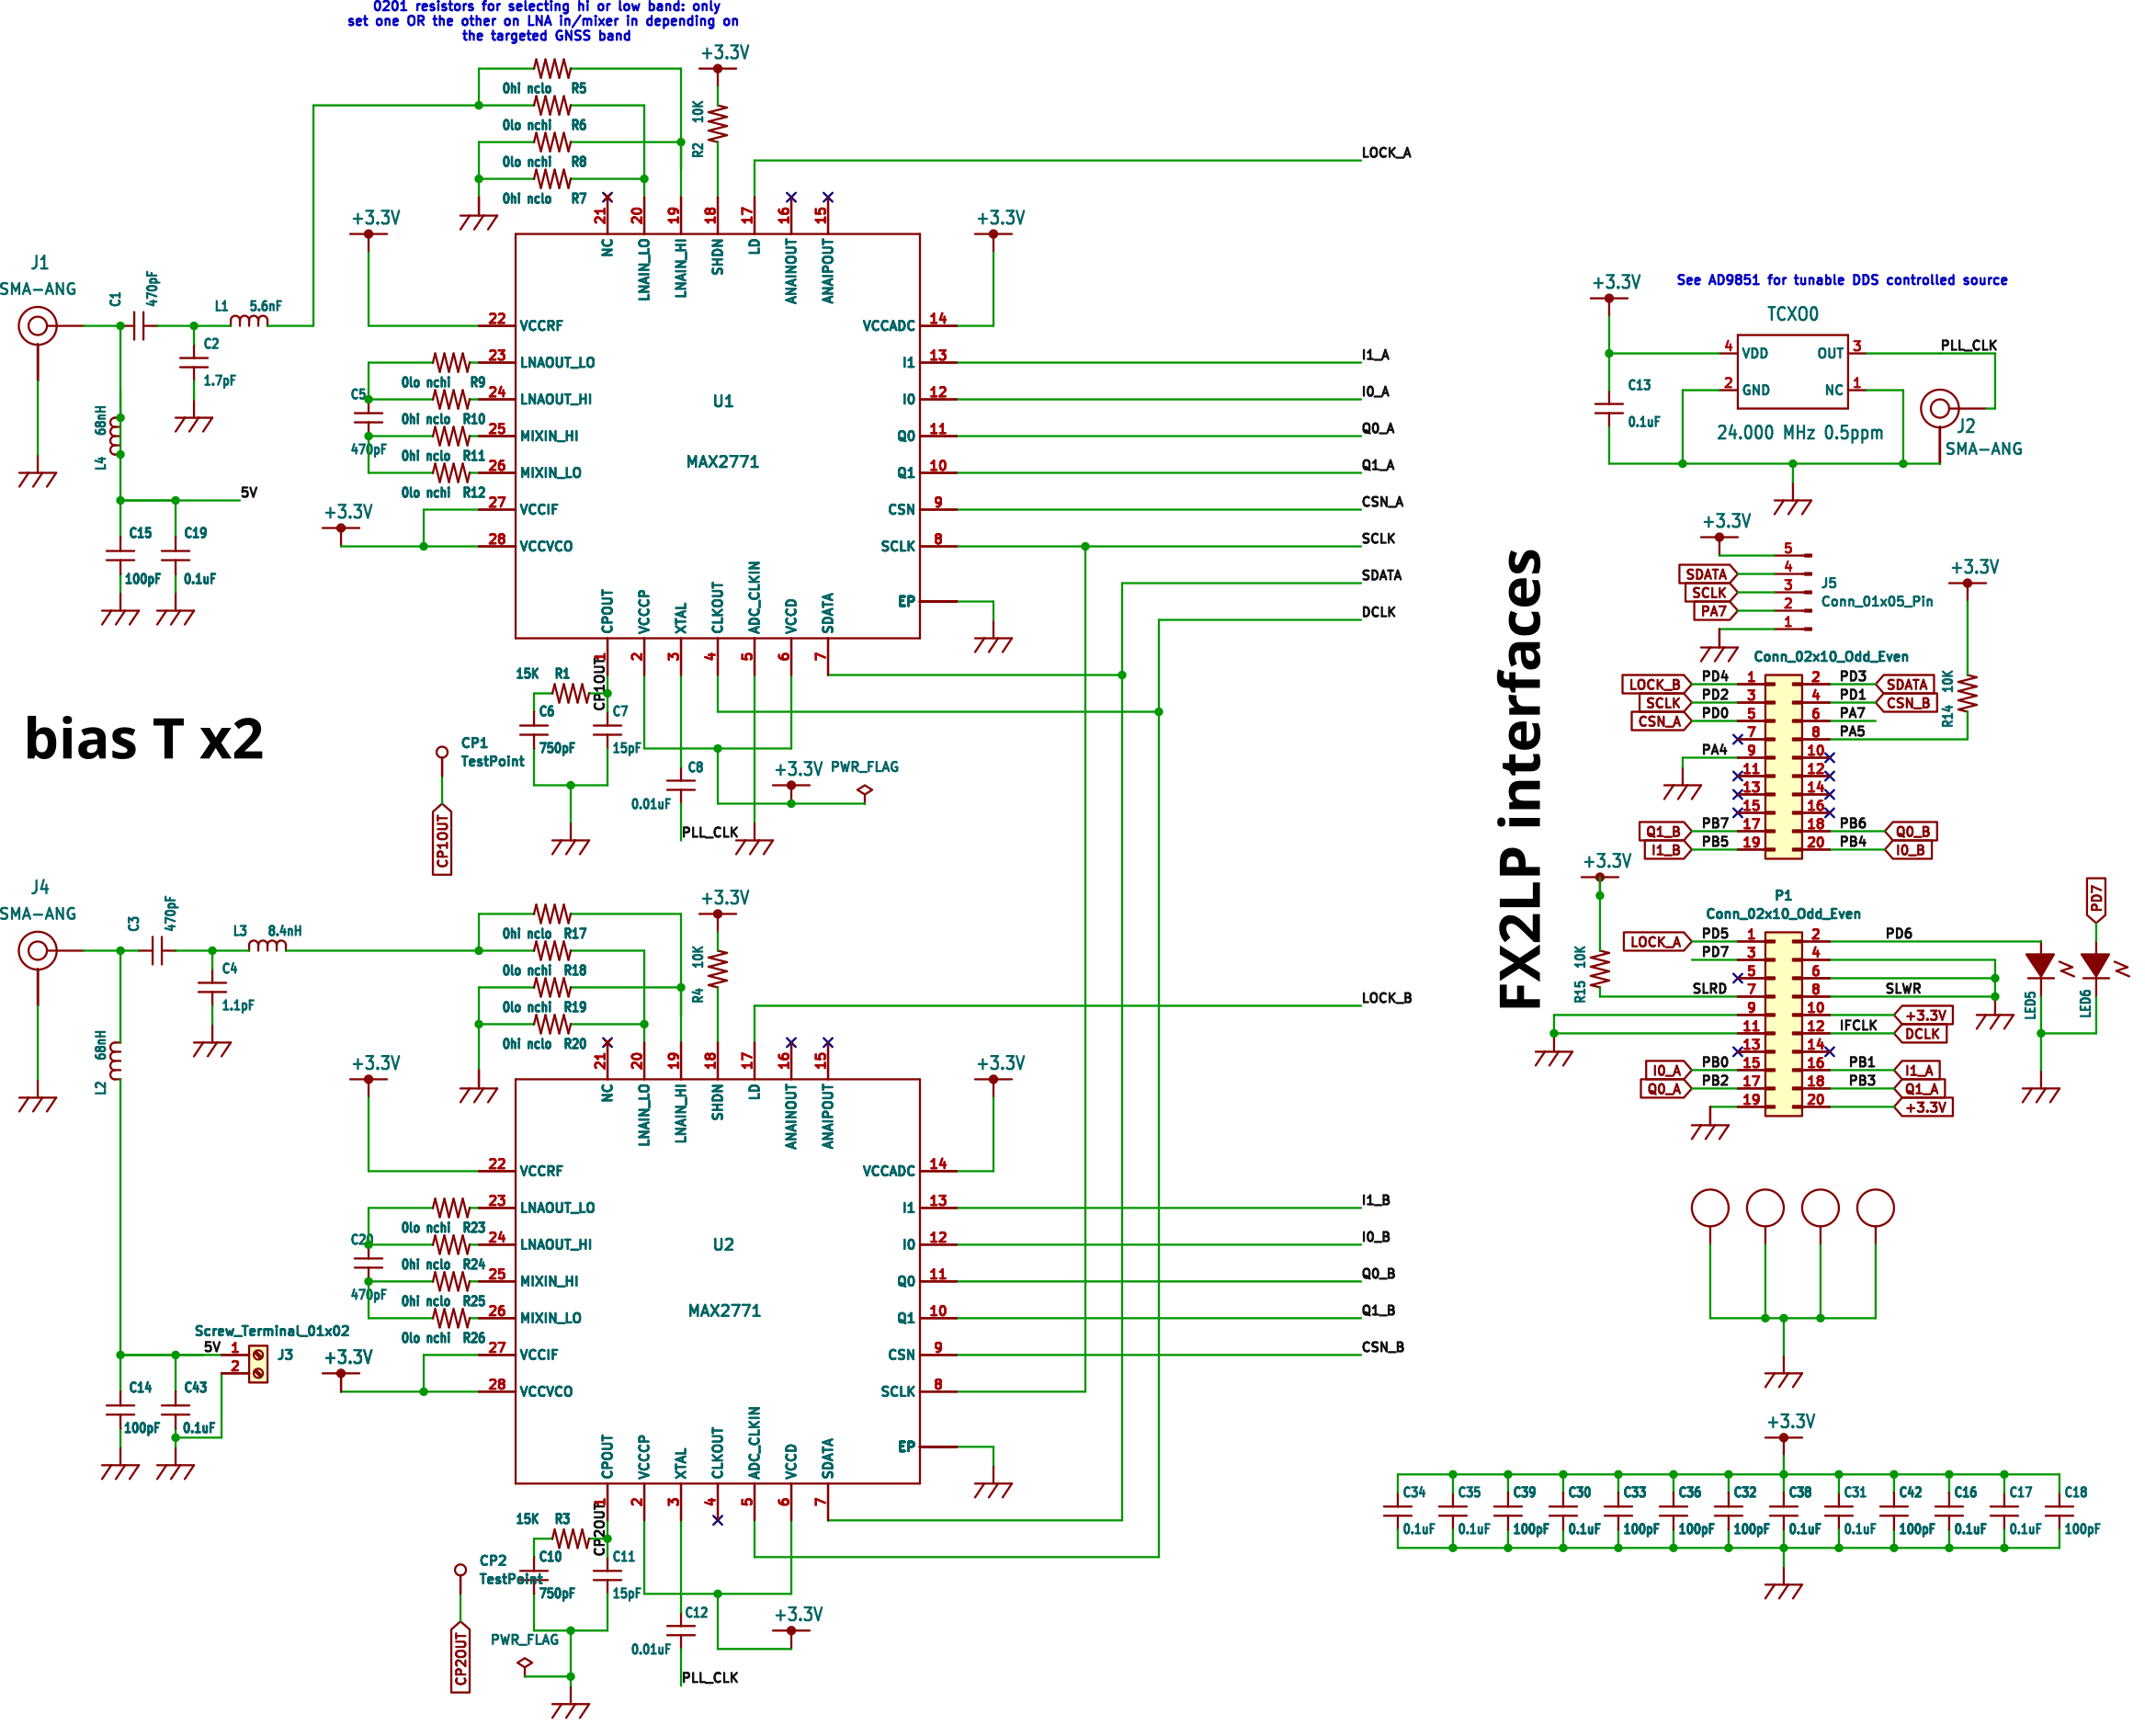 0201 resistors for selecting hi or low band: only
set one OR the other on LNA in/mixer in depending on
the targeted GNSS band
+3.3V
0hi nclo R5
0lo nchi R6
0lo nchi R8
0hi nclo R7
10K
R2
LOCK_A
J1
SMA-ANG
C1
470pF
L1 5.6nF
C2
1.7pF
68nH
L4
5V
C15
100pF
C19
0.1uF
+3.3V
+3.3V
21 20 19 18 17 16 15
NC LNAIN_LO LNAIN_HI SHDN LD ANAINOUT ANAIPOUT
22 VCCRF
23 LNAOUT_LO
24 LNAOUT_HI
25 MIXIN_HI
26 MIXIN_LO
27 VCCIF
28 VCCVCO
0lo nchi R9
0hi nclo R10
0hi nclo R11
0lo nchi R12
C5
470pF
+3.3V
U1
MAX2771
VCCADC 14
I1 13
I0 12
Q0 11
Q1 10
CSN 9
SCLK 8
EP
I1_A
I0_A
Q0_A
Q1_A
CSN_A
SCLK
SDATA
DCLK
CPOUT VCCCP XTAL CLKOUT ADC_CLKIN VCCD SDATA
1 2 3 4 5 6 7
15K R1
CP1OUT
C6
750pF
C7
15pF
C8
0.01uF
PLL_CLK
+3.3V
PWR_FLAG
CP1
TestPoint
CP1OUT
bias T x2
J4
SMA-ANG
C3
470pF
L3 8.4nH
C4
1.1pF
68nH
L2
0hi nclo R17
0lo nchi R18
0lo nchi R19
0hi nclo R20
+3.3V
10K
R4
LOCK_B
+3.3V
+3.3V
21 20 19 18 17 16 15
NC LNAIN_LO LNAIN_HI SHDN LD ANAINOUT ANAIPOUT
22 VCCRF
23 LNAOUT_LO
24 LNAOUT_HI
25 MIXIN_HI
26 MIXIN_LO
27 VCCIF
28 VCCVCO
0lo nchi R23
0hi nclo R24
0hi nclo R25
0lo nchi R26
C20
470pF
+3.3V
U2
MAX2771
VCCADC 14
I1 13
I0 12
Q0 11
Q1 10
CSN 9
SCLK 8
EP
I1_B
I0_B
Q0_B
Q1_B
CSN_B
Screw_Terminal_01x02
5V
1
2
J3
C14
100pF
C43
0.1uF
CPOUT VCCCP XTAL CLKOUT ADC_CLKIN VCCD SDATA
1 2 3 4 5 6 7
15K R3
CP2OUT
C10
750pF
C11
15pF
C12
0.01uF
PLL_CLK
+3.3V
PWR_FLAG
CP2
TestPoint
CP2OUT
FX2LP interfaces
See AD9851 for tunable DDS controlled source
+3.3V
TCXO0
4 VDD OUT 3
2 GND NC 1
24.000 MHz 0.5ppm
PLL_CLK
C13
0.1uF
J2
SMA-ANG
+3.3V
5
SDATA 4
SCLK 3
PA7 2
1
J5
Conn_01x05_Pin
+3.3V
10K
R14
Conn_02x10_Odd_Even
LOCK_B PD4 1 2 PD3 SDATA
SCLK PD2 3 4 PD1 CSN_B
CSN_A PD0 5 6 PA7
7 8 PA5
PA4 9 10
11 12
13 14
15 16
Q1_B PB7 17 18 PB6 Q0_B
I1_B PB5 19 20 PB4 I0_B
+3.3V
10K
R15
P1
Conn_02x10_Odd_Even
LOCK_A PD5 1 2 PD6
PD7 3 4
5 6
SLRD 7 8 SLWR
9 10 +3.3V
11 12 IFCLK DCLK
13 14
I0_A PB0 15 16 PB1 I1_A
Q0_A PB2 17 18 PB3 Q1_A
19 20 +3.3V
PD7
LED5
LED6
+3.3V
C34 C35 C39 C30 C33 C36 C32 C38 C31 C42 C16 C17 C18
0.1uF 0.1uF 100pF 0.1uF 100pF 100pF 100pF 0.1uF 0.1uF 100pF 0.1uF 0.1uF 100pF